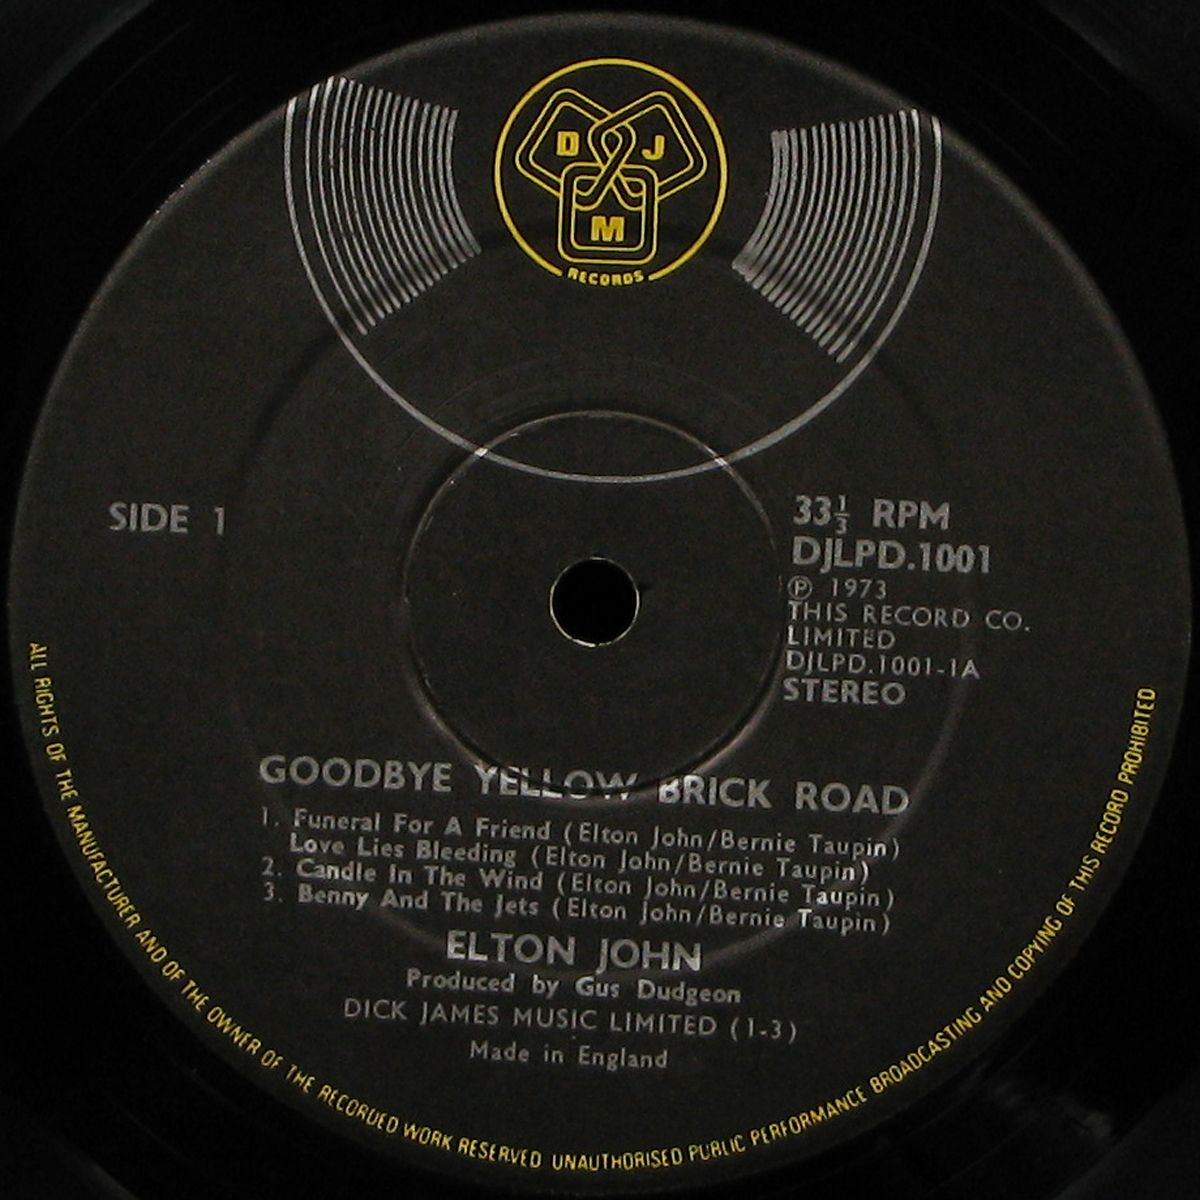 D J
M
RECORDS
SIDE 1
33⅓ RPM
DJLPD.1001
Ⓟ 1973
THIS RECORD CO.
LIMITED
DJLPD.1001-1A
STEREO
GOODBYE YELLOW BRICK ROAD
1. Funeral For A Friend (Elton John/Bernie Taupin)
Love Lies Bleeding (Elton John/Bernie Taupin)
2. Candle In The Wind (Elton John/Bernie Taupin)
3. Benny And The Jets (Elton John/Bernie Taupin)
ELTON JOHN
Produced by Gus Dudgeon
DICK JAMES MUSIC LIMITED (1-3)
Made in England
ALL RIGHTS OF THE MANUFACTURER AND OF THE OWNER OF THE RECORDED WORK RESERVED UNAUTHORISED PUBLIC PERFORMANCE BROADCASTING AND COPYING OF THIS RECORD PROHIBITED